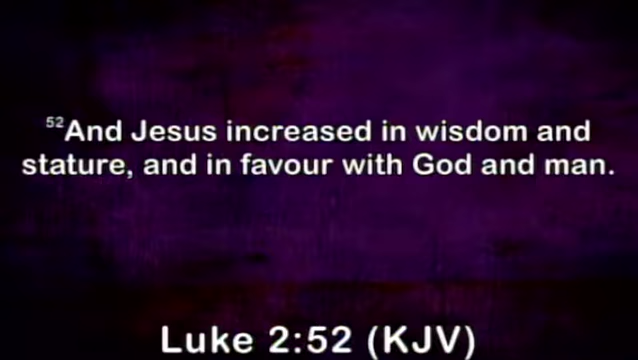 52And Jesus increased in wisdom and
stature, and in favour with God and man.
Luke 2:52 (KJV)